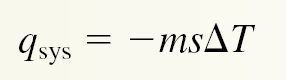 q_sys = −msΔT